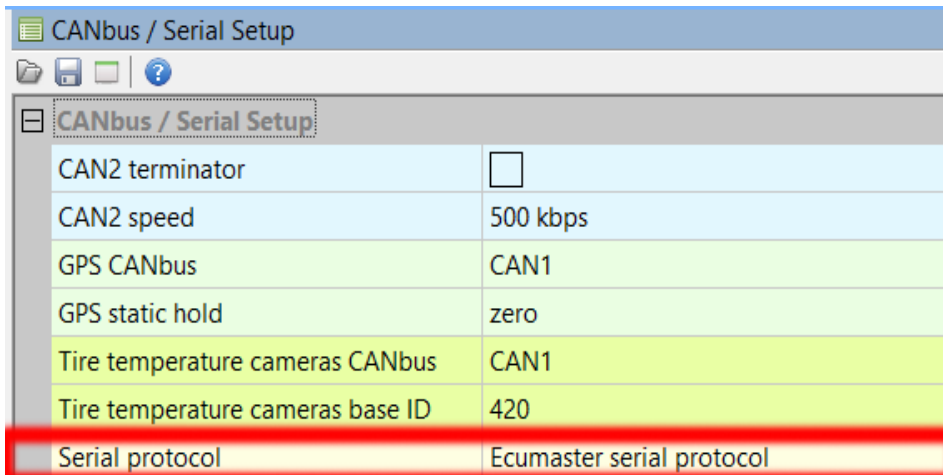 CANbus / Serial Setup
CANbus / Serial Setup
CAN2 terminator
CAN2 speed 500 kbps
GPS CANbus CAN1
GPS static hold zero
Tire temperature cameras CANbus CAN1
Tire temperature cameras base ID 420
Serial protocol Ecumaster serial protocol